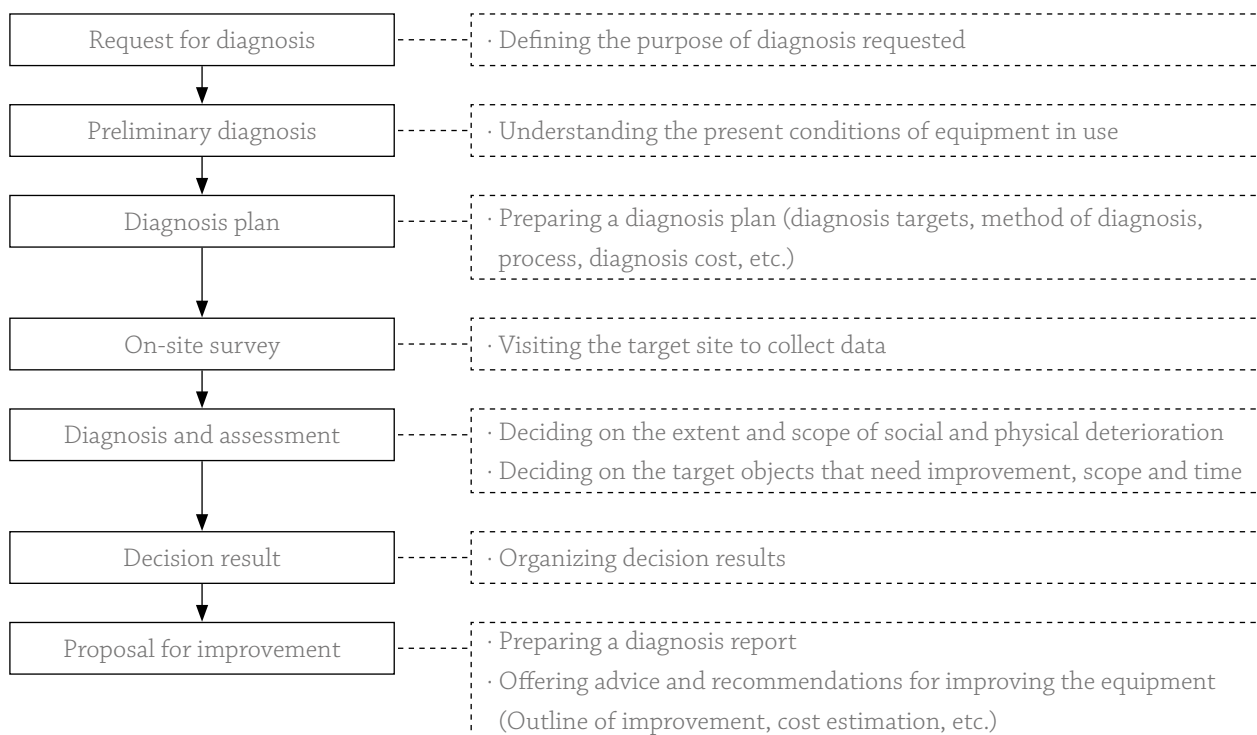 Request for diagnosis
· Defining the purpose of diagnosis requested
Preliminary diagnosis
· Understanding the present conditions of equipment in use
Diagnosis plan
· Preparing a diagnosis plan (diagnosis targets, method of diagnosis,
process, diagnosis cost, etc.)
On-site survey
· Visiting the target site to collect data
Diagnosis and assessment
· Deciding on the extent and scope of social and physical deterioration
· Deciding on the target objects that need improvement, scope and time
Decision result
· Organizing decision results
Proposal for improvement
· Preparing a diagnosis report
· Offering advice and recommendations for improving the equipment
(Outline of improvement, cost estimation, etc.)